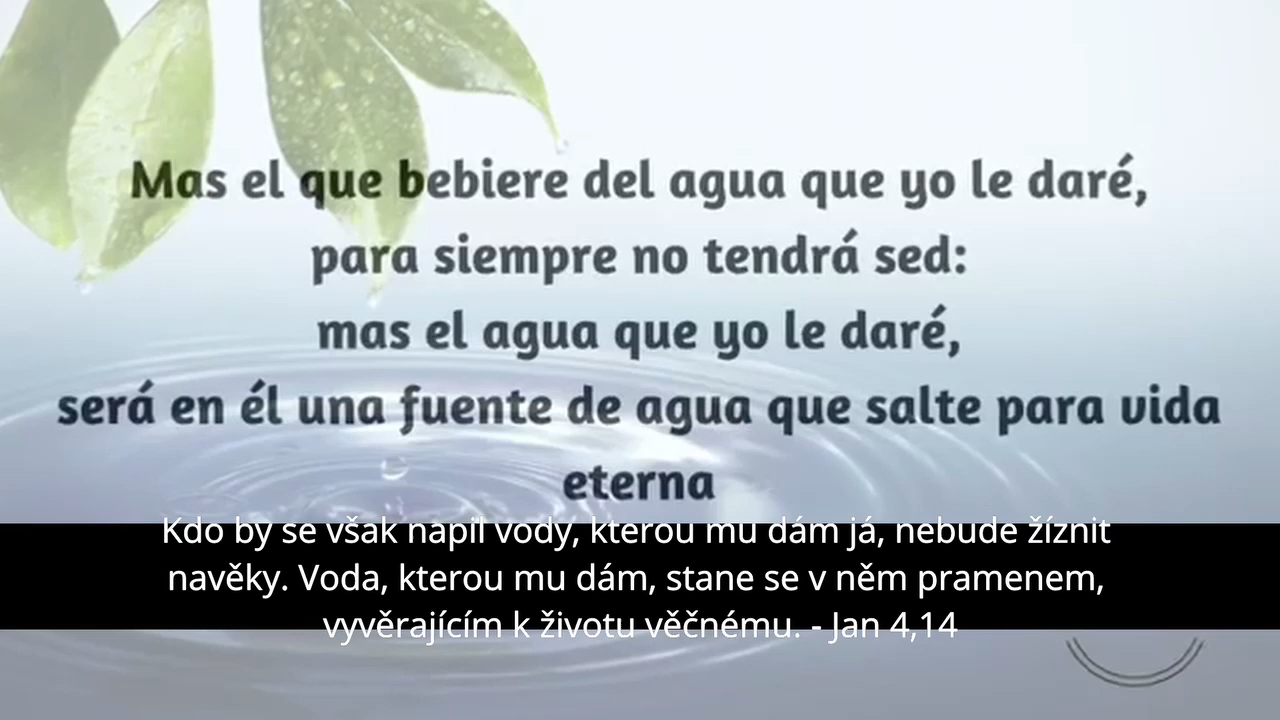 Mas el que bebiere del agua que yo le daré,
para siempre no tendrá sed:
mas el agua que yo le daré,
será en él una fuente de agua que salte para vida
eterna
Kdo by se však napil vody, kterou mu dám já, nebude žíznit
navěky. Voda, kterou mu dám, stane se v něm pramenem,
vyvěrajícím k životu věčnému. - Jan 4,14